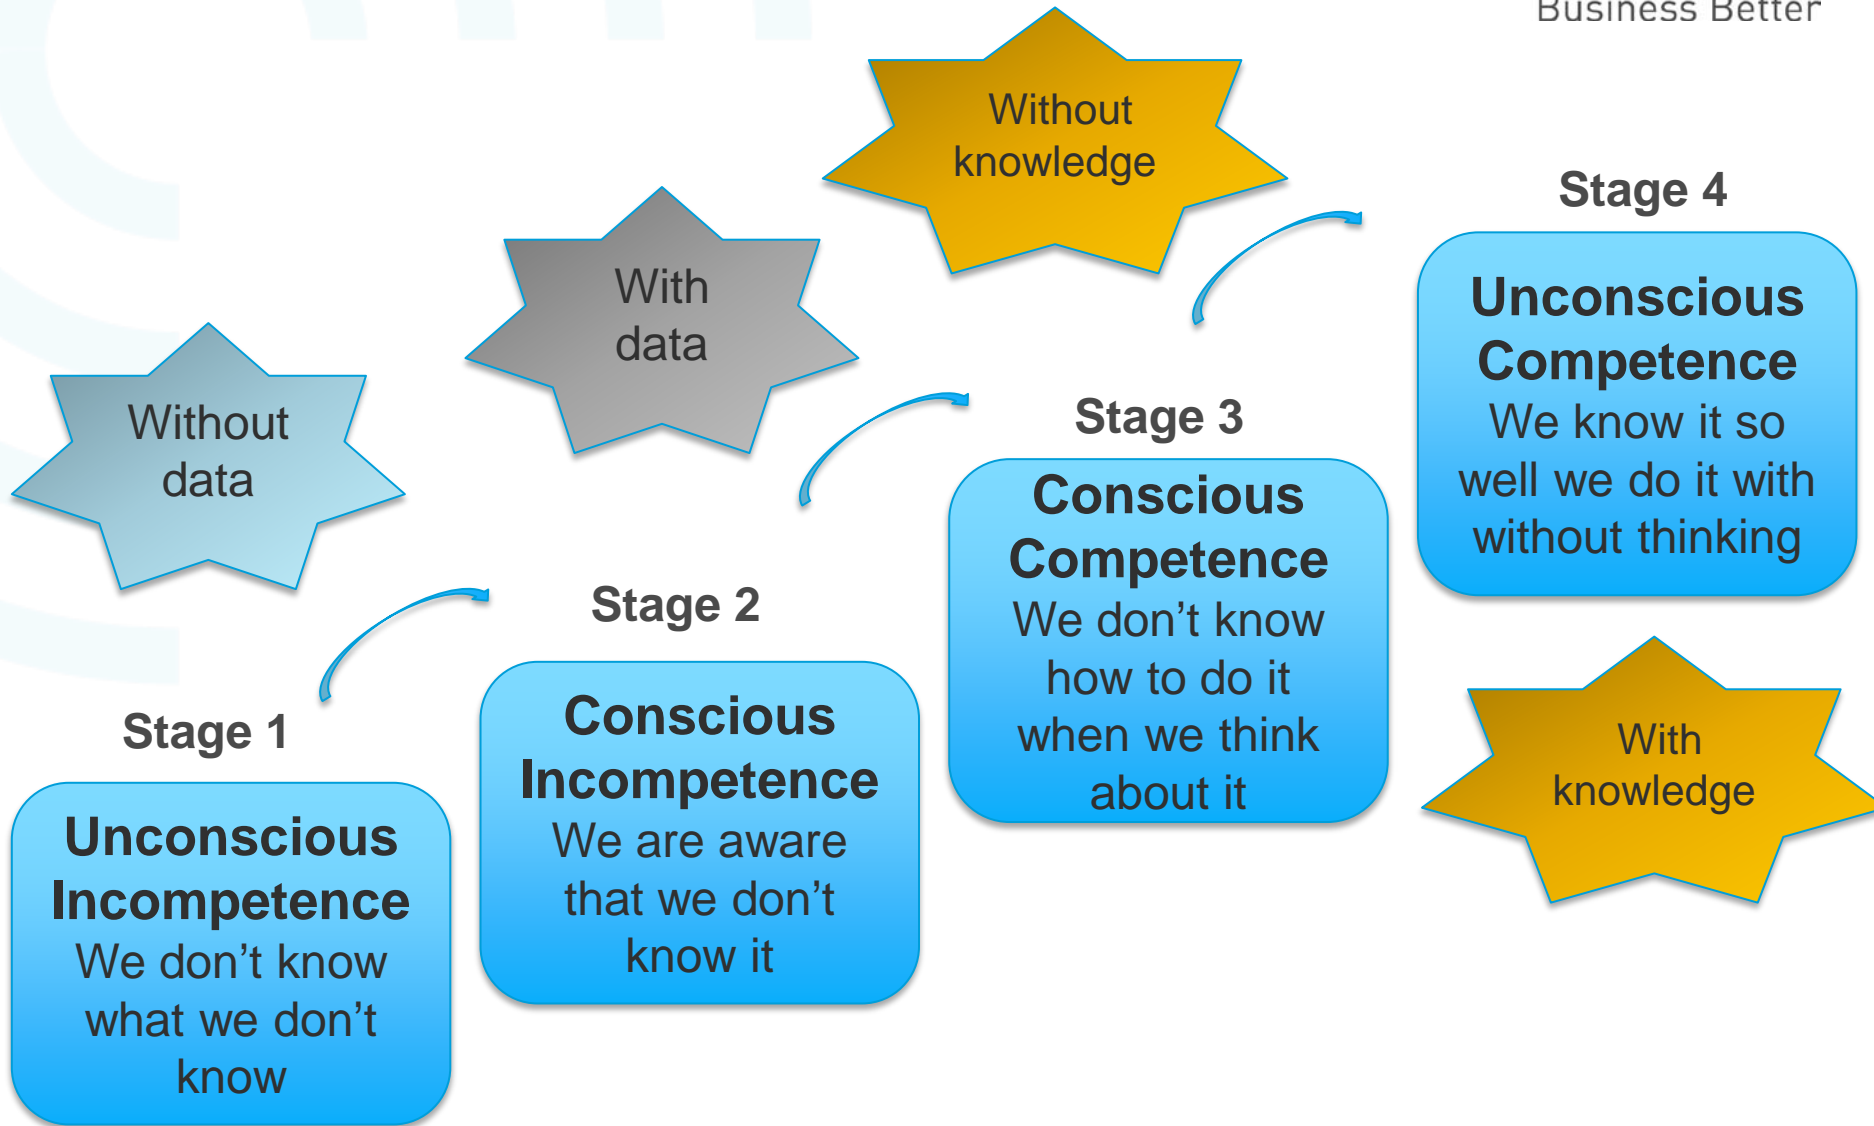 Business Better
Without
knowledge
Stage 4
Unconscious
Competence
We know it so
well we do it with
without thinking
With
data
Stage 3
Conscious
Competence
We don't know
how to do it
when we think
about it
With
knowledge
Without
data
Stage 2
Conscious
Incompetence
We are aware
that we don't
know it
Stage 1
Unconscious
Incompetence
We don't know
what we don't
know